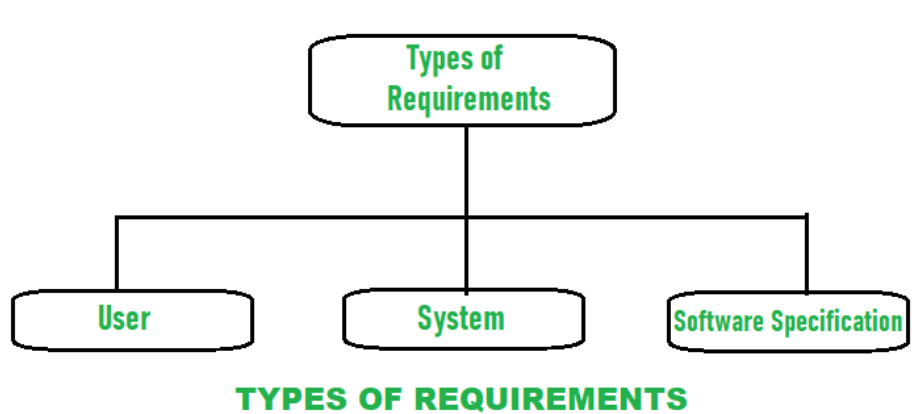 Types of
Requirements
User
System
Software Specification
TYPES OF REQUIREMENTS